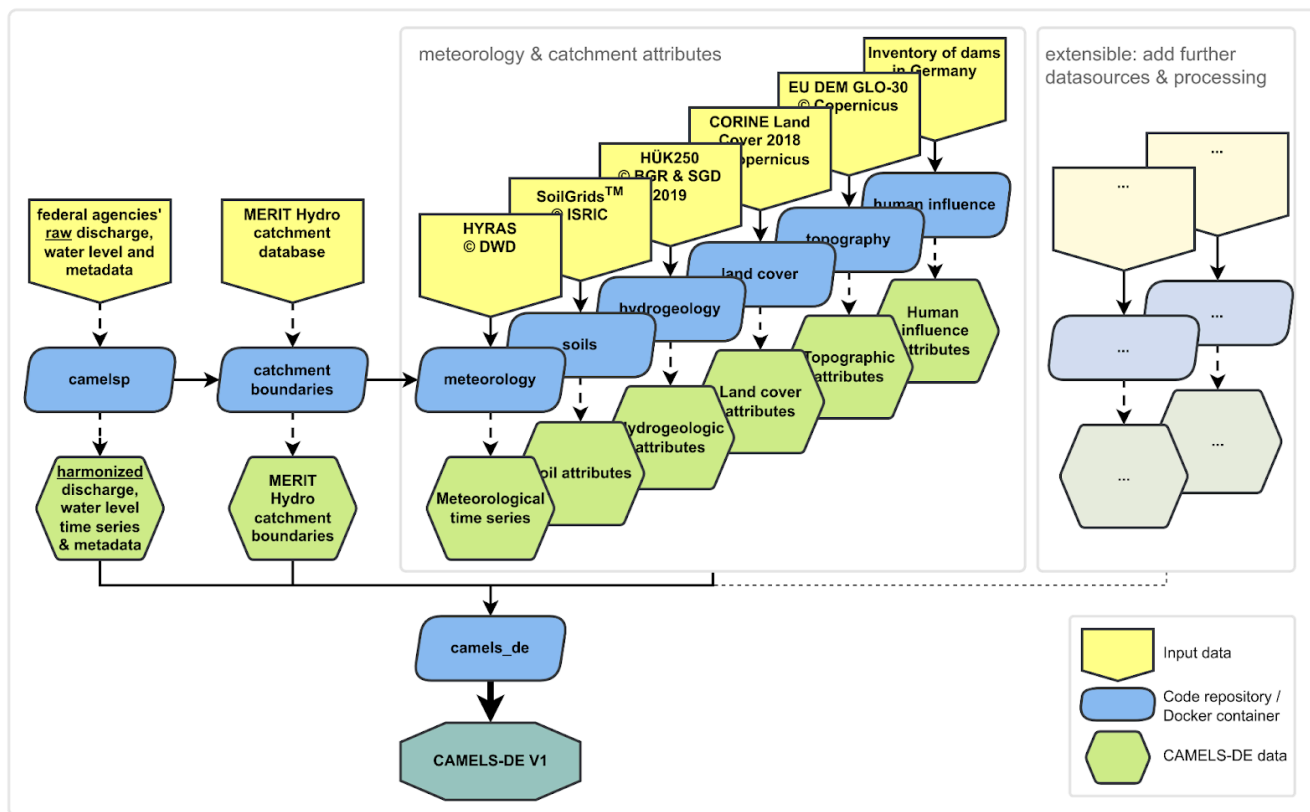 meteorology & catchment attributes
extensible: add further
datasources & processing
Inventory of dams
in Germany
EU DEM GLO-30
© Copernicus
CORINE Land
Cover 2018
Copernicus
HÜK250
© BGR & SGD
2019
SoilGrids™
© ISRIC
HYRAS
© DWD
federal agencies'
raw discharge,
water level and
metadata
MERIT Hydro
catchment
database
...
...
human influence
topography
land cover
hydrogeology
soils
meteorology
camelsp
catchment
boundaries
...
...
Human
influence
attributes
Topographic
attributes
Land cover
attributes
Hydrogeologic
attributes
oil attributes
Meteorological
time series
harmonized
discharge,
water level
time series
& metadata
MERIT
Hydro
catchment
boundaries
...
...
camels_de
CAMELS-DE V1
Input data
Code repository /
Docker container
CAMELS-DE data